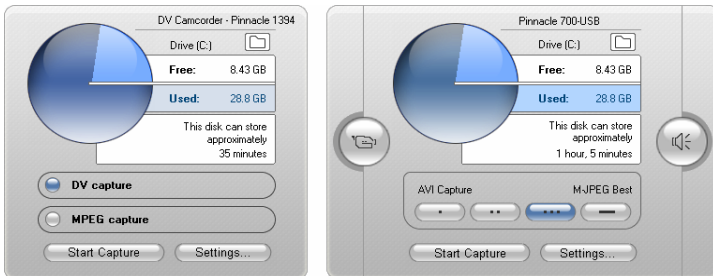 DV Camcorder - Pinnacle 1394
Drive (C:)
Free: 8.43 GB
Used: 28.8 GB
This disk can store
approximately
35 minutes
DV capture
MPEG capture
Start Capture Settings...
Pinnacle 700-USB
Drive (C:)
Free: 8.43 GB
Used: 28.8 GB
This disk can store
approximately
1 hour, 5 minutes
AVI Capture M-JPEG Best
Start Capture Settings...